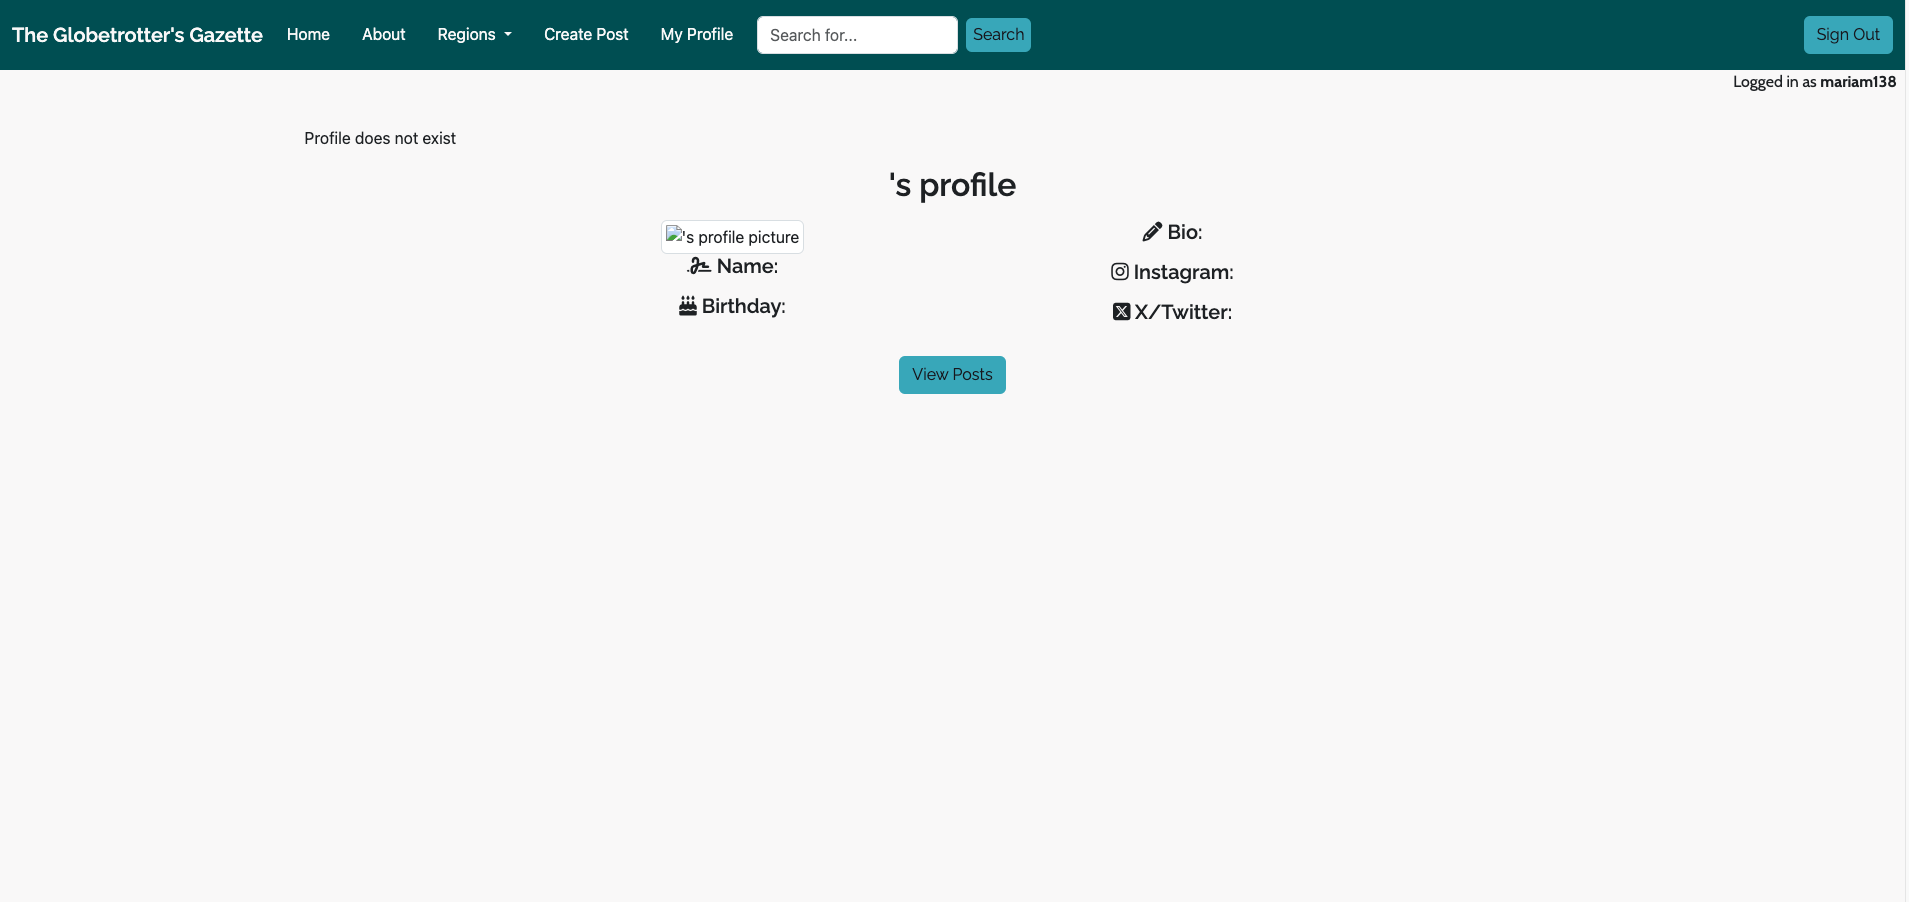 The Globetrotter's Gazette Home About Regions Create Post My Profile Search for... Search Sign Out
Logged in as mariam138
Profile does not exist
's profile
's profile picture
Name:
Birthday:
Bio:
Instagram:
X/Twitter:
View Posts